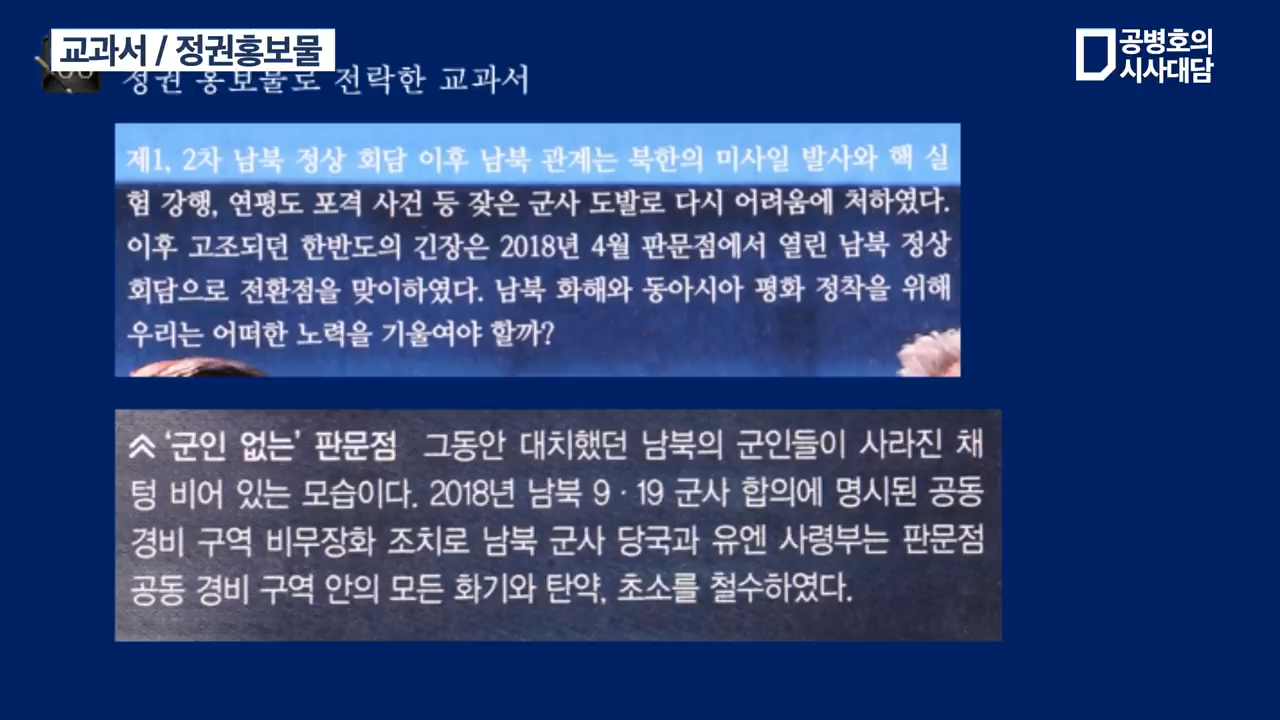 교과서 / 정권홍보물
공병호의
시사대담
정권 홍보물로 전락한 교과서
제1, 2차 남북 정상 회담 이후 남북 관계는 북한의 미사일 발사와 핵 실
험 강행, 연평도 포격 사건 등 잦은 군사 도발로 다시 어려움에 처하였다.
이후 고조되던 한반도의 긴장은 2018년 4월 판문점에서 열린 남북 정상
회담으로 전환점을 맞이하였다. 남북 화해와 동아시아 평화 정착을 위해
우리는 어떠한 노력을 기울여야 할까?
‘군인 없는’ 판문점 그동안 대치했던 남북의 군인들이 사라진 채
텅 비어 있는 모습이다. 2018년 남북 9·19 군사 합의에 명시된 공동
경비 구역 비무장화 조치로 남북 군사 당국과 유엔 사령부는 판문점
공동 경비 구역 안의 모든 화기와 탄약, 초소를 철수하였다.